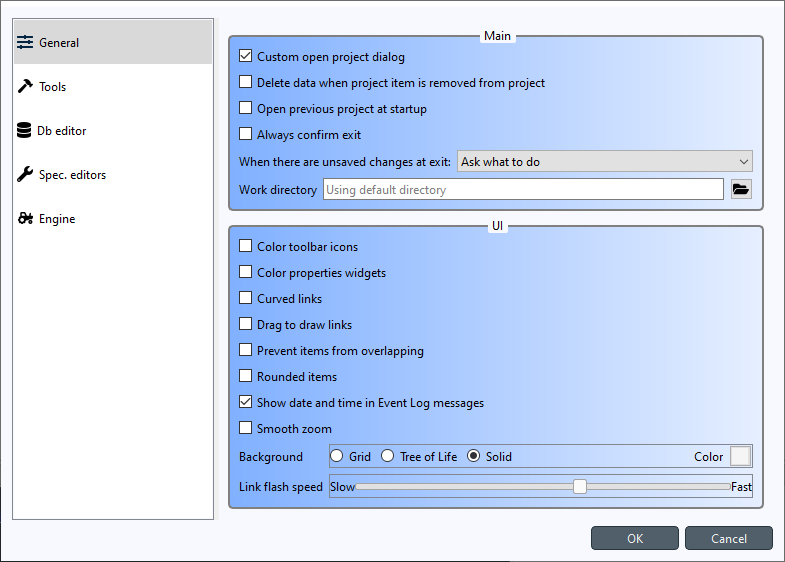 General
Tools
Db editor
Spec. editors
Engine
Main
Custom open project dialog
Delete data when project item is removed from project
Open previous project at startup
Always confirm exit
When there are unsaved changes at exit: Ask what to do
Work directory Using default directory
UI
Color toolbar icons
Color properties widgets
Curved links
Drag to draw links
Prevent items from overlapping
Rounded items
Show date and time in Event Log messages
Smooth zoom
Background Grid Tree of Life Solid Color
Link flash speed Slow Fast
OK Cancel